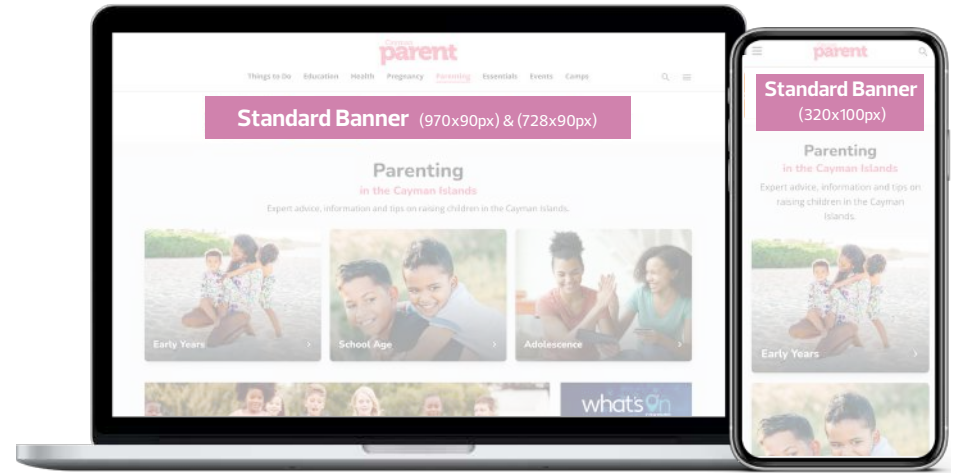 Cayman
parent
Things to Do Education Health Pregnancy Parenting Essentials Events Camps
Standard Banner (970x90px) & (728x90px)
Parenting
in the Cayman Islands
Expert advice, information and tips on raising children in the Cayman Islands.
Early Years
School Age
Adolescence
what's On
parent
Standard Banner
(320x100px)
Parenting
in the Cayman Islands
Expert advice, information and tips on
raising children in the Cayman
Islands.
Early Years